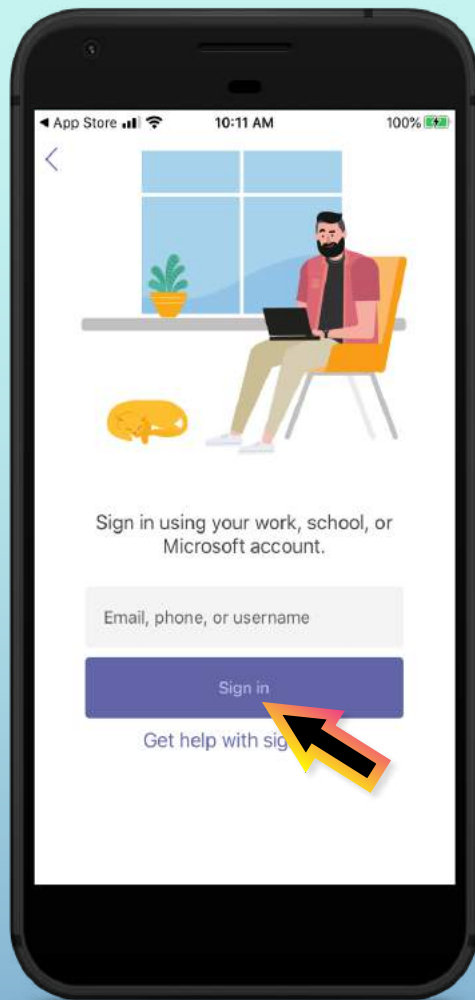 App Store 10:11 AM 100%
Sign in using your work, school, or
Microsoft account.
Email, phone, or username
Sign in
Get help with